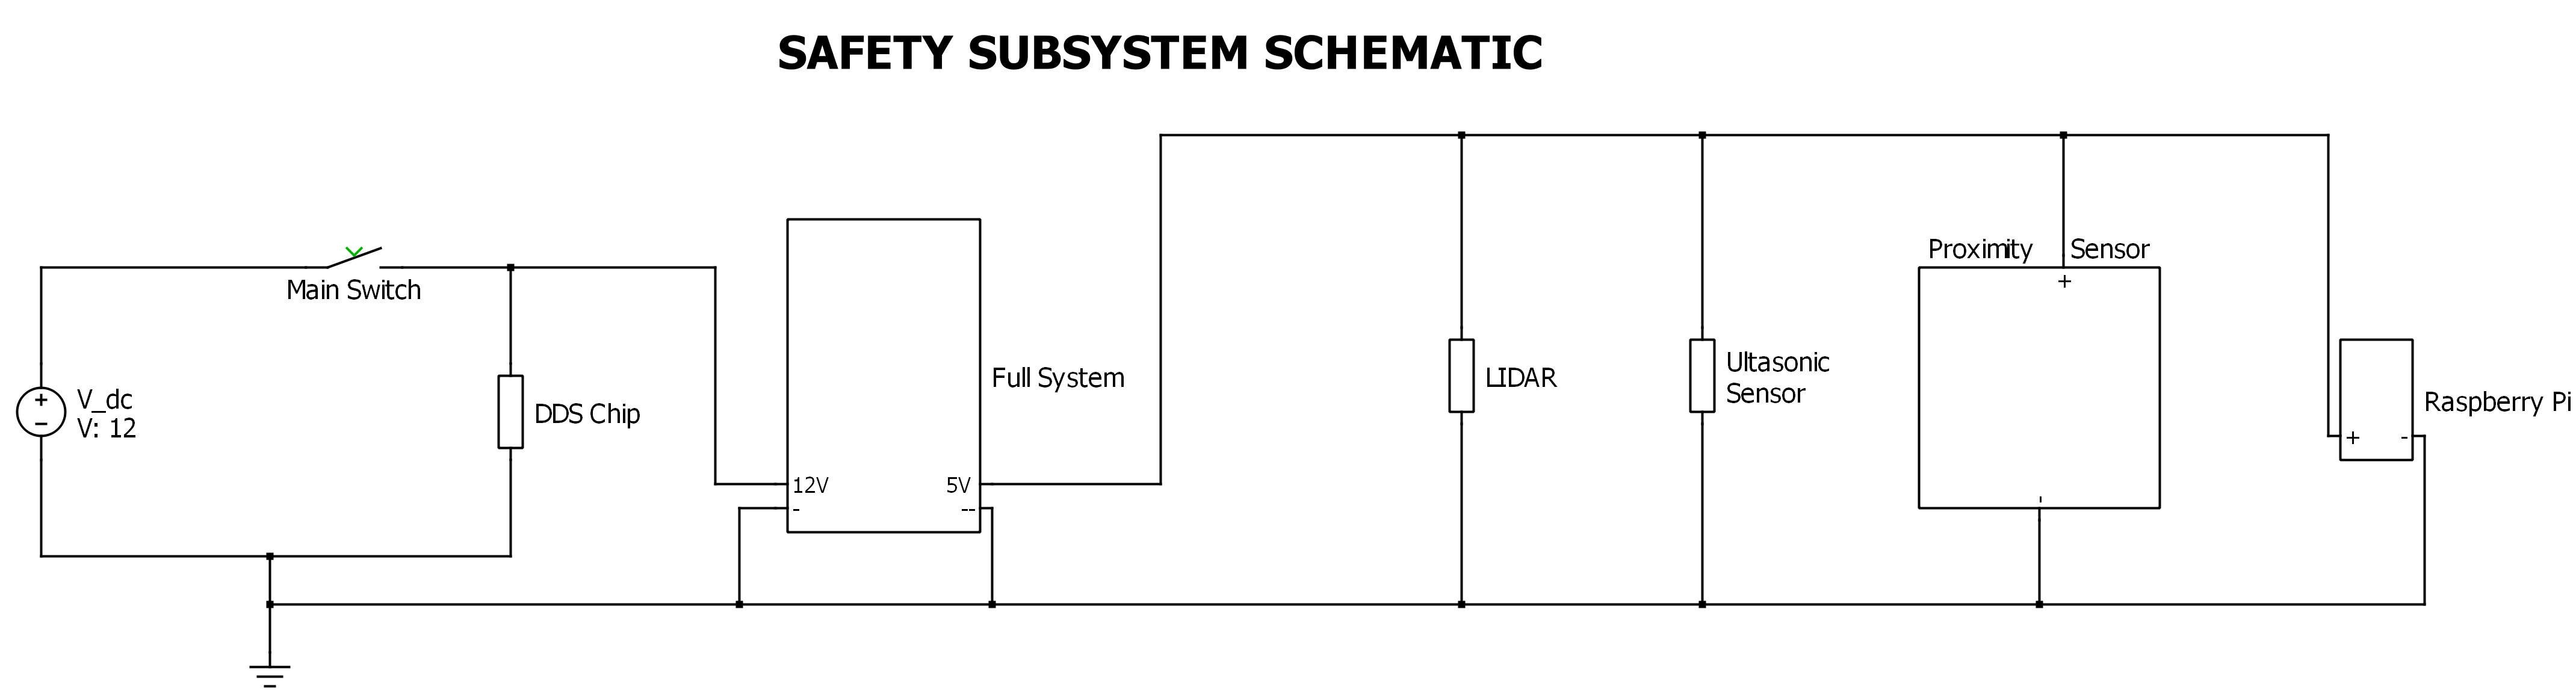 SAFETY SUBSYSTEM SCHEMATIC
Main Switch
+
-
V_dc
V: 12
DDS Chip
12V
-
5V
--
Full System
LIDAR
Ultasonic
Sensor
Proximity Sensor
+
-
+ -
Raspberry Pi